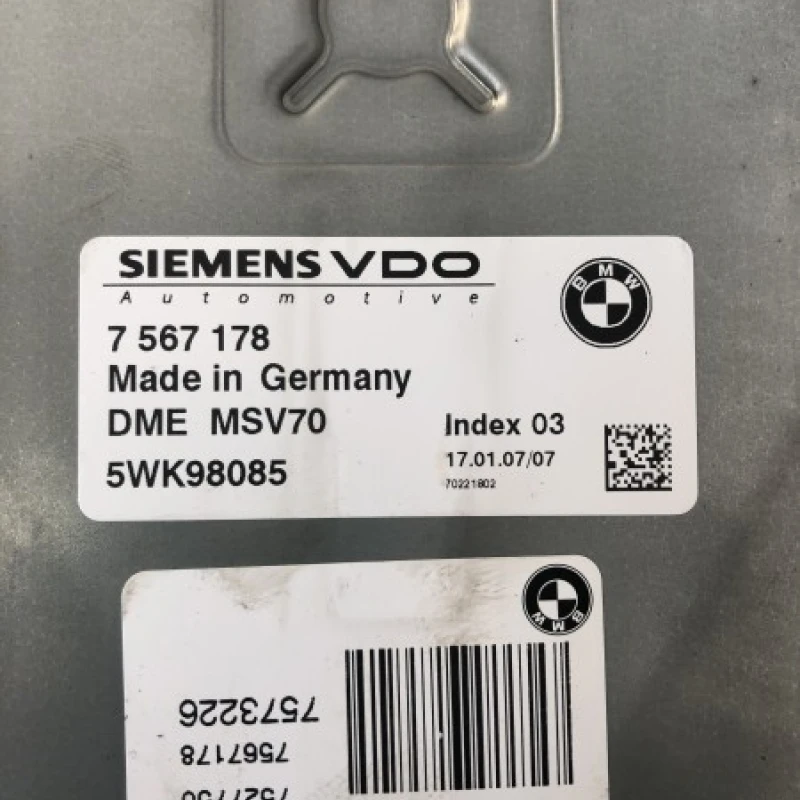 SIEMENS VDO
Automotive
BMW
7 567 178
Made in Germany
DME MSV70
Index 03
5WK98085
17.01.07/07
70221802
BMW
7573226
7567178